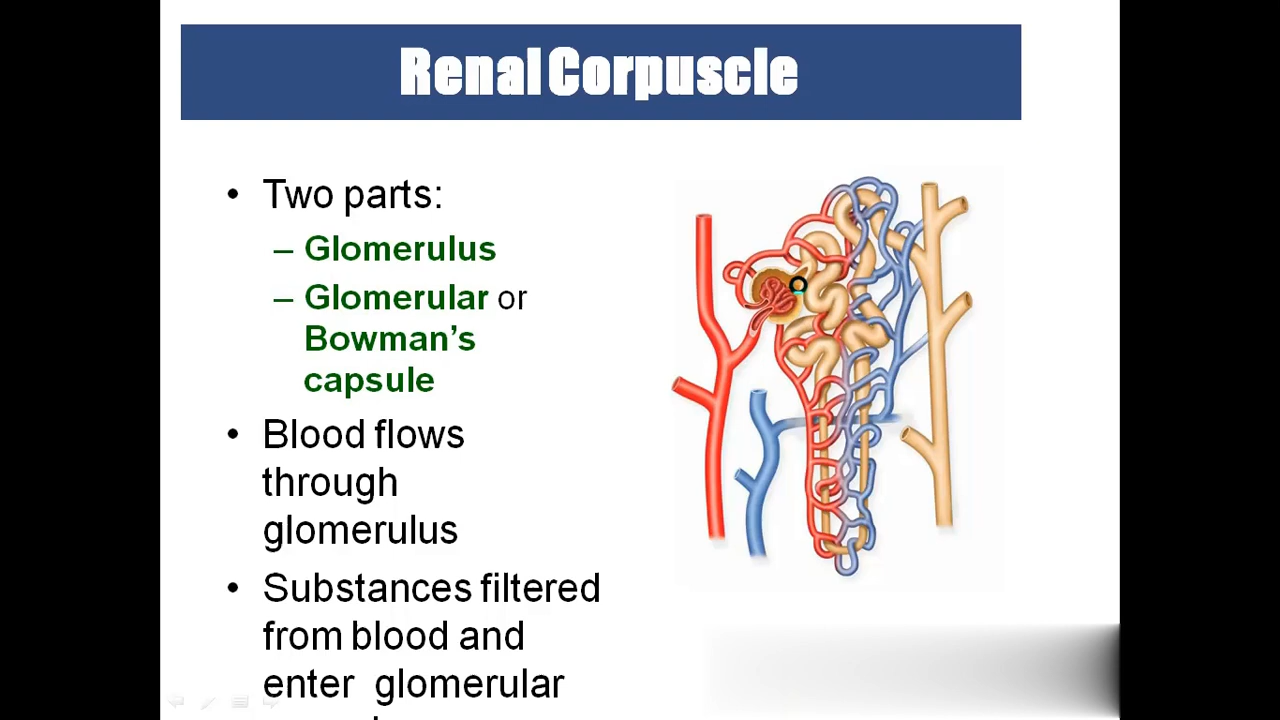 Renal Corpuscle
• Two parts:
– Glomerulus
– Glomerular or
Bowman’s
capsule
• Blood flows
through
glomerulus
• Substances filtered
from blood and
enter glomerular